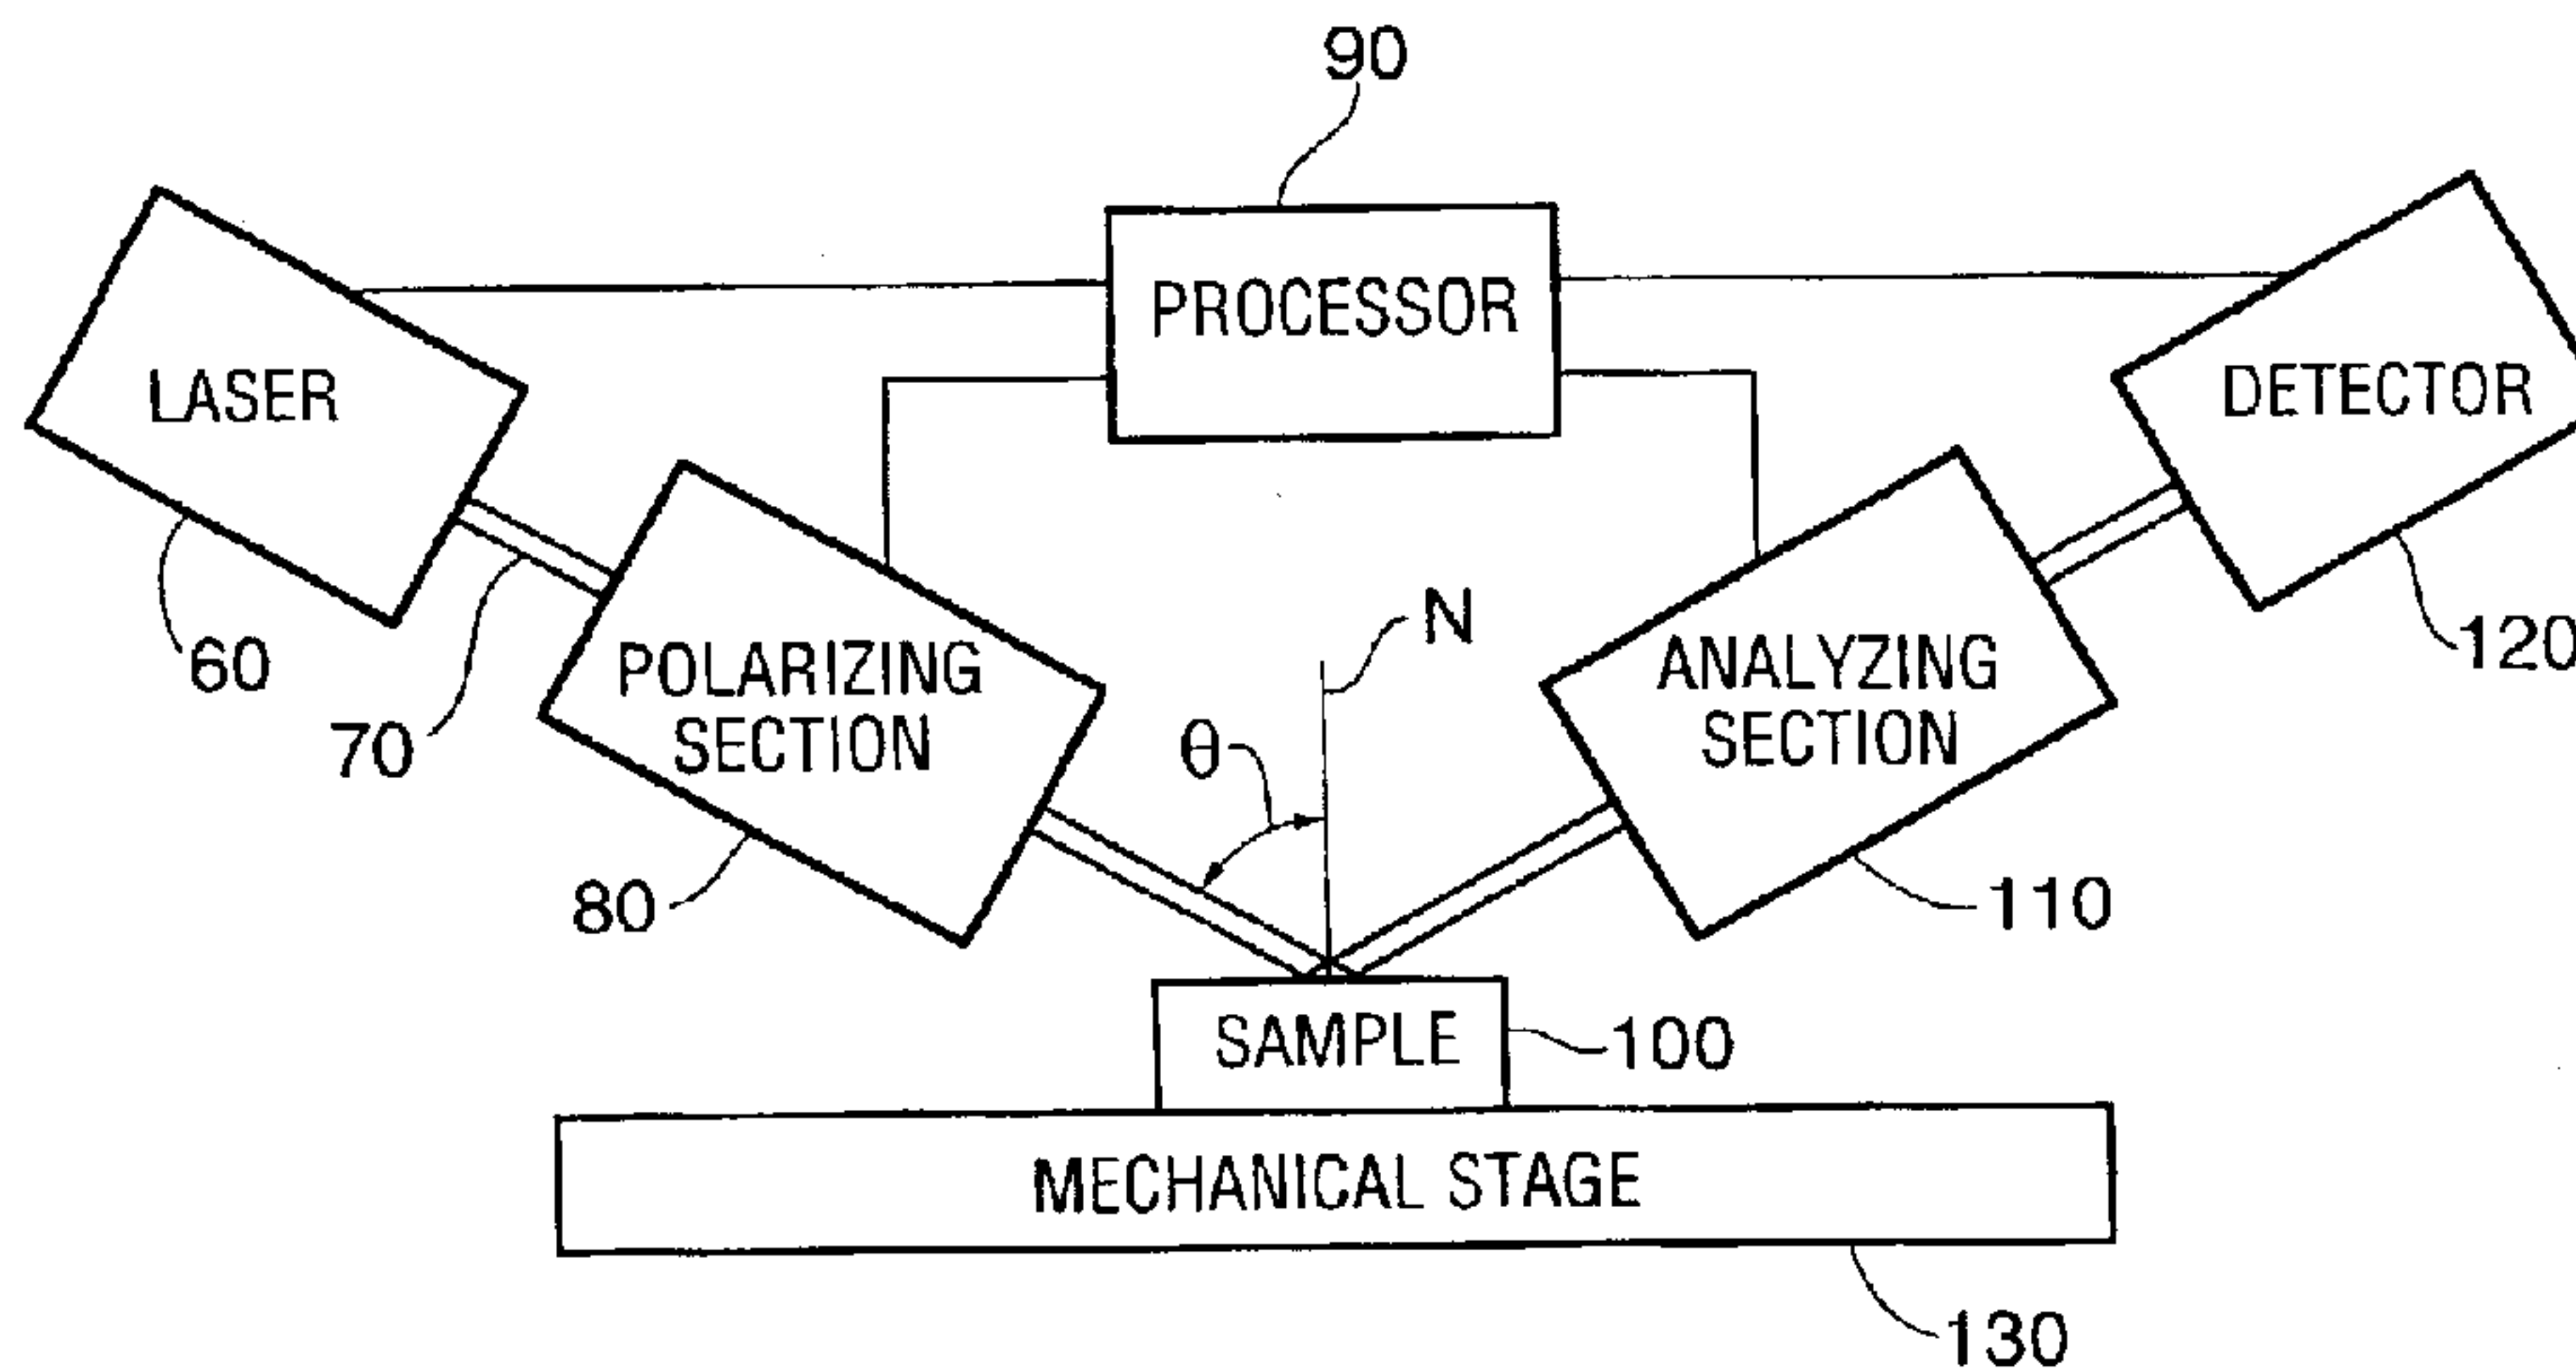 90
PROCESSOR
LASER
DETECTOR
60
70
POLARIZING
SECTION
N
θ
ANALYZING
SECTION
120
80
110
SAMPLE
100
MECHANICAL STAGE
130